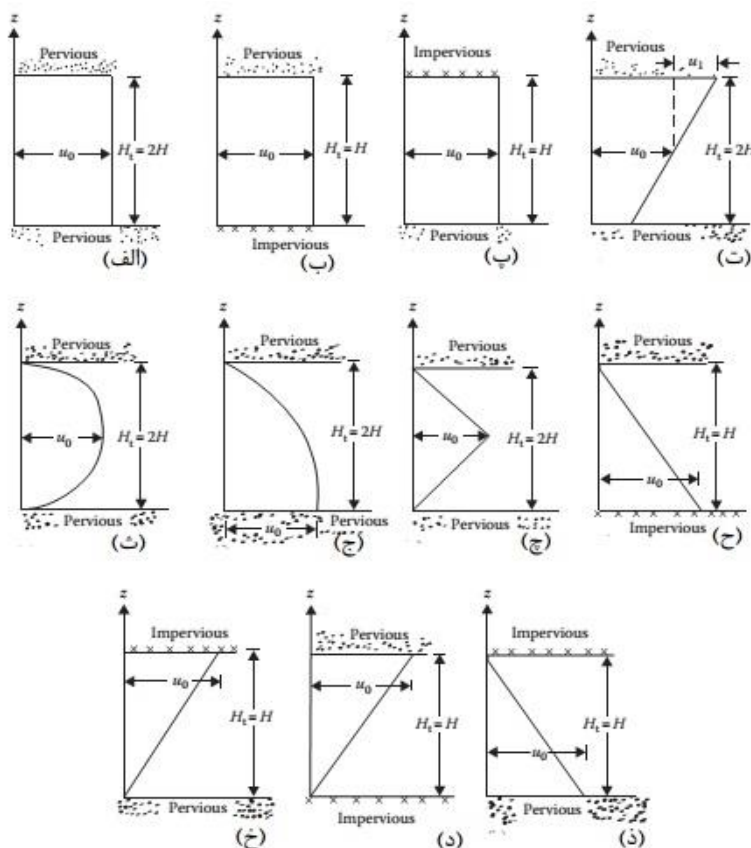 z
Pervious
u₀
Hₜ = 2H
Pervious
(الف)
z
Pervious
u₀
Hₜ = H
Impervious
(ب)
z
Impervious
u₀
Hₜ = H
Pervious
(پ)
z
Pervious
u₁
u₀
Hₜ = 2H
Pervious
(ت)
z
Pervious
u₀
Hₜ = 2H
Pervious
(ث)
z
Pervious
Hₜ = 2H
u₀
Pervious
(ج)
z
Pervious
u₀
Hₜ = 2H
Pervious
(چ)
z
Pervious
Hₜ = H
u₀
Impervious
(ح)
z
Impervious
u₀
Hₜ = H
Pervious
(خ)
z
Pervious
u₀
Hₜ = H
Impervious
(د)
z
Impervious
Hₜ = H
u₀
Pervious
(ذ)